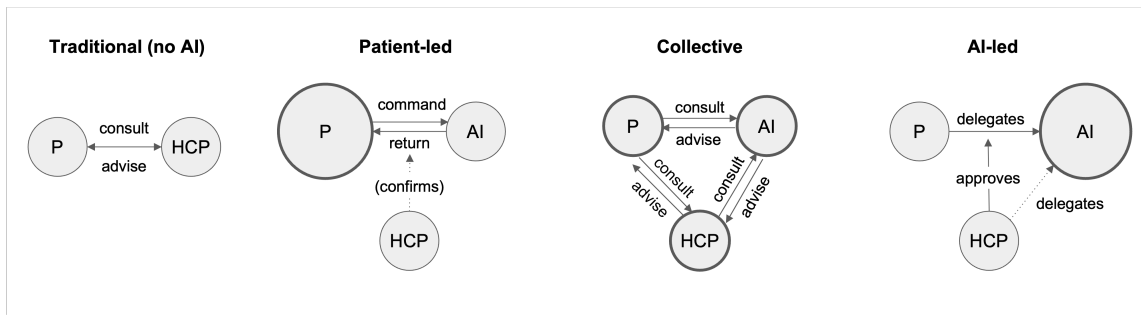 Traditional (no AI)
P
consult
advise
HCP
Patient-led
P
command
return
AI
(confirms)
HCP
Collective
P
consult
advise
AI
consult
advise
consult
advise
HCP
AI-led
P
delegates
AI
approves
delegates
HCP